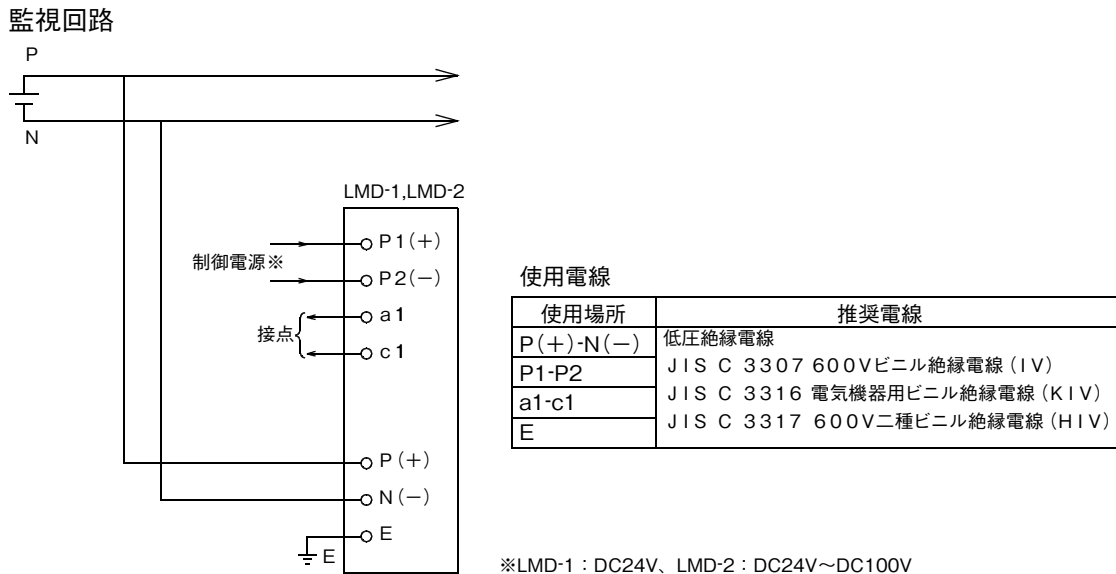 監視回路
P
N
LMD-1,LMD-2
P1(+)
制御電源※
P2(−)
a1
接点
c1
P(+)
N(−)
E
E
使用電線
使用場所 推奨電線
P(+)-N(−) 低圧絶縁電線
P1-P2 JIS C 3307 600Vビニル絶縁電線(IV)
a1-c1 JIS C 3316 電気機器用ビニル絶縁電線(KIV)
E JIS C 3317 600V二種ビニル絶縁電線(HIV)
※LMD-1:DC24V、LMD-2:DC24V~DC100V